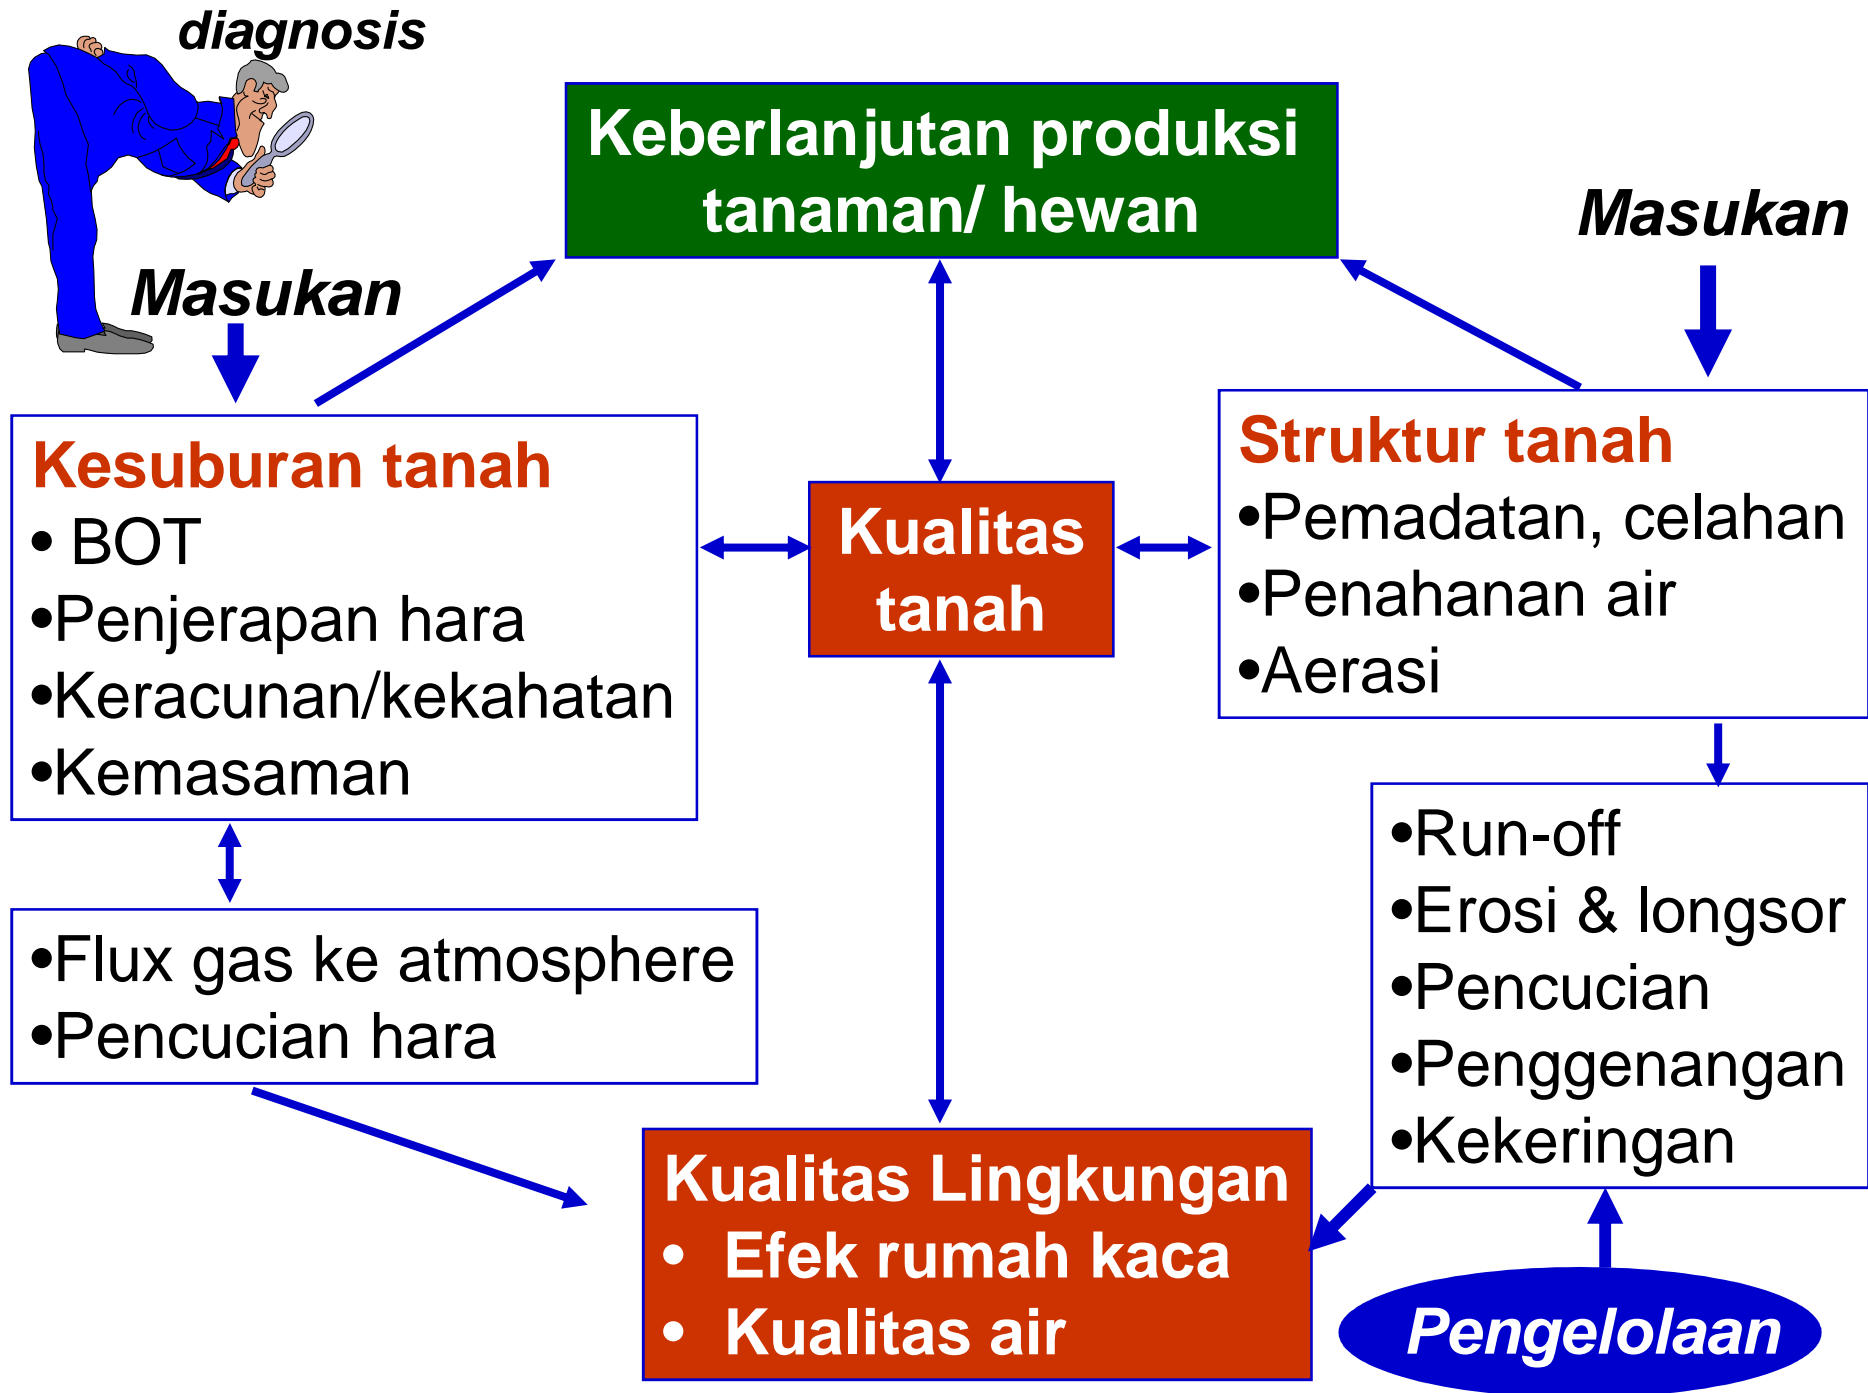 diagnosis
Keberlanjutan produksi
tanaman/ hewan
Masukan
Masukan
Kesuburan tanah
• BOT
•Penjerapan hara
•Keracunan/kekahatan
•Kemasaman
Kualitas
tanah
Struktur tanah
•Pemadatan, celahan
•Penahanan air
•Aerasi
•Flux gas ke atmosphere
•Pencucian hara
•Run-off
•Erosi & longsor
•Pencucian
•Penggenangan
•Kekeringan
Kualitas Lingkungan
• Efek rumah kaca
• Kualitas air
Pengelolaan